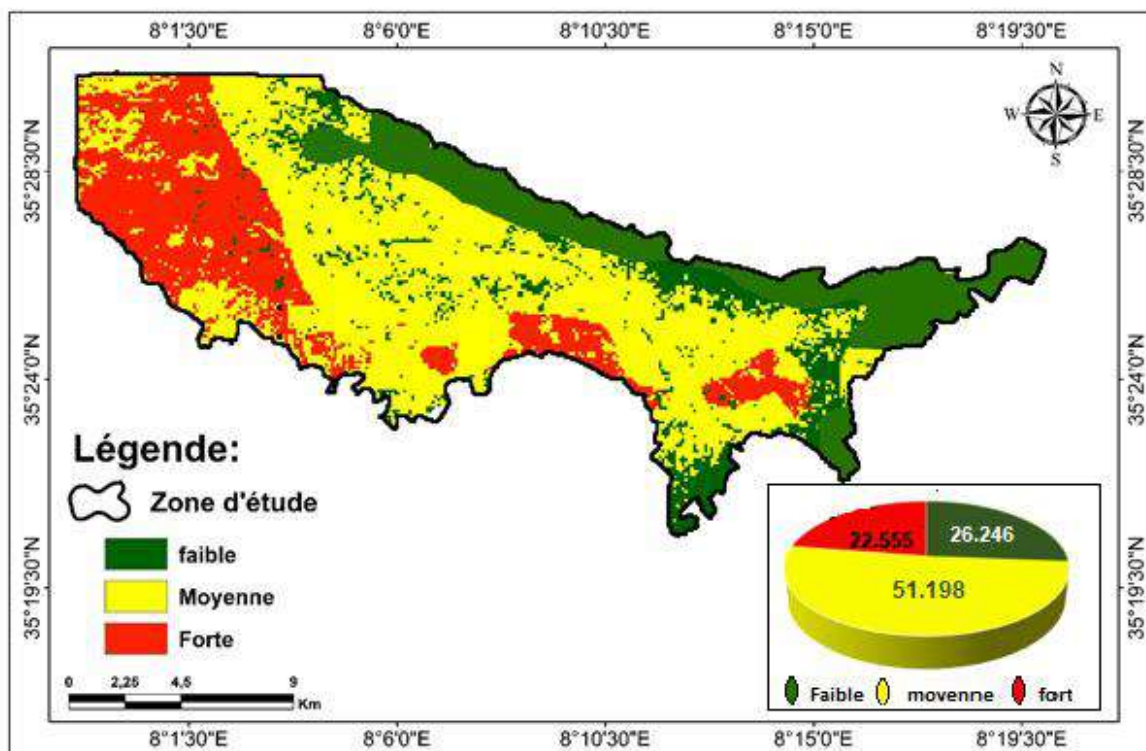 8°1'30"E 8°6'0"E 8°10'30"E 8°15'0"E 8°19'30"E
N
W E
S
35°28'30"N 35°28'30"N
35°24'0"N 35°24'0"N
35°19'30"N 35°19'30"N
Légende:
Zone d'étude
faible
Moyenne
Forte
0 2,25 4,5 9
Km
22.555 26.246
51.198
Faible movenne fort
8°1'30"E 8°6'0"E 8°10'30"E 8°15'0"E 8°19'30"E